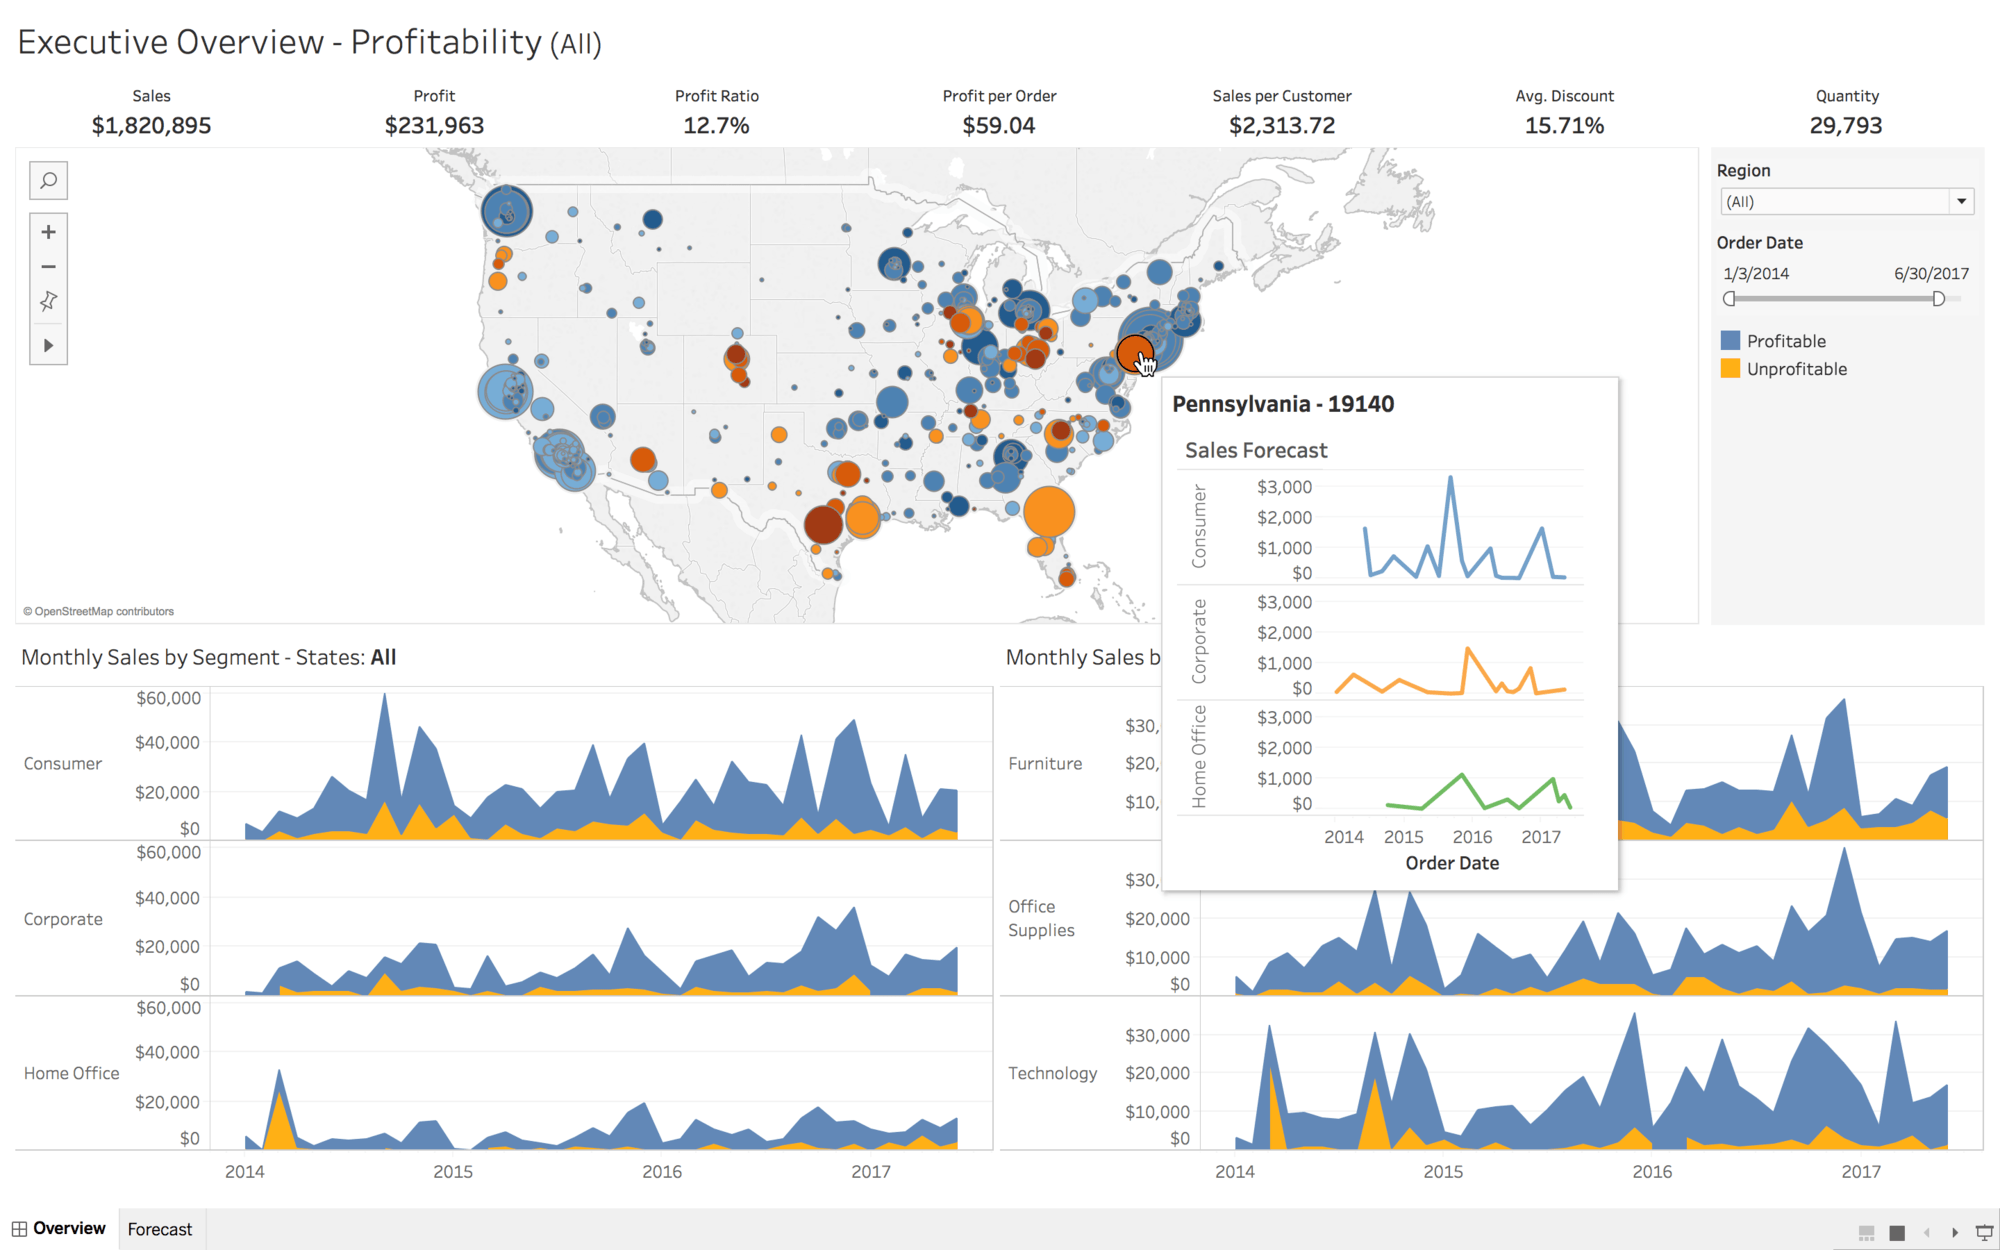 Executive Overview - Profitability (All)
Sales
Profit
Profit Ratio
Profit per Order
Sales per Customer
Avg. Discount
Quantity
$1,820,895
$231,963
12.7%
$59.04
$2,313.72
15.71%
29,793
Region
(All)
Order Date
1/3/2014
6/30/2017
Profitable
Unprofitable
© OpenStreetMap contributors
Pennsylvania - 19140
Sales Forecast
Consumer
$3,000
$2,000
$1,000
$0
Corporate
$3,000
$2,000
$1,000
$0
Home Office
$3,000
$2,000
$1,000
$0
2014
2015
2016
2017
Order Date
Monthly Sales by Segment - States: All
Consumer
$60,000
$40,000
$20,000
$0
Corporate
$60,000
$40,000
$20,000
$0
Home Office
$60,000
$40,000
$20,000
$0
2014
2015
2016
2017
Monthly Sales b
Furniture
$30,
$20,
$10,
Office
Supplies
$30,
$20,000
$10,000
$0
Technology
$30,000
$20,000
$10,000
$0
2014
2015
2016
2017
Overview
Forecast